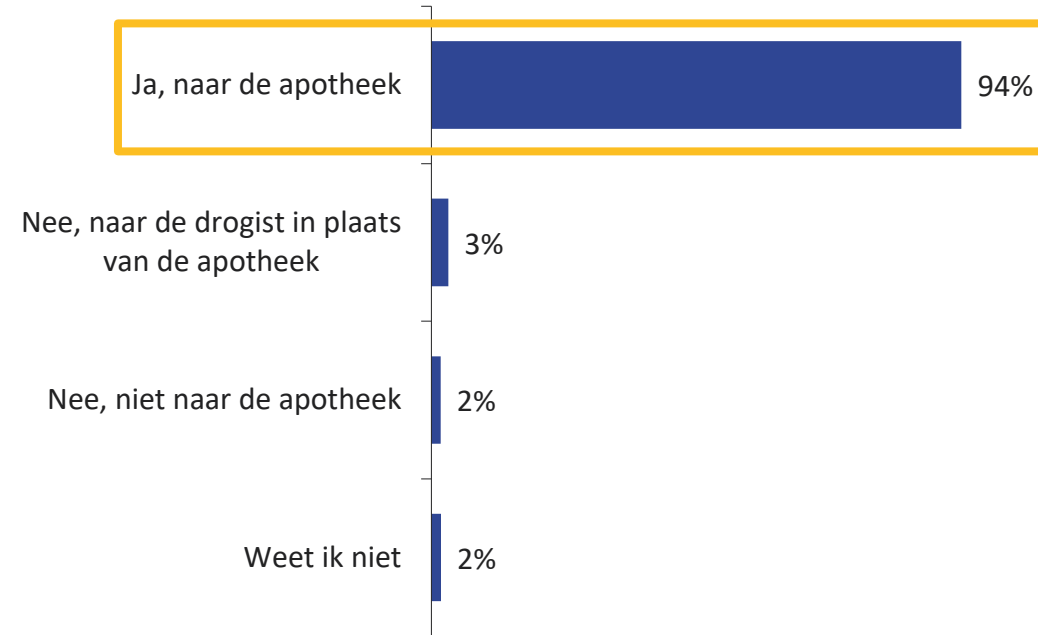 Ja, naar de apotheek
94%
Nee, naar de drogist in plaats
van de apotheek
3%
Nee, niet naar de apotheek
2%
Weet ik niet
2%